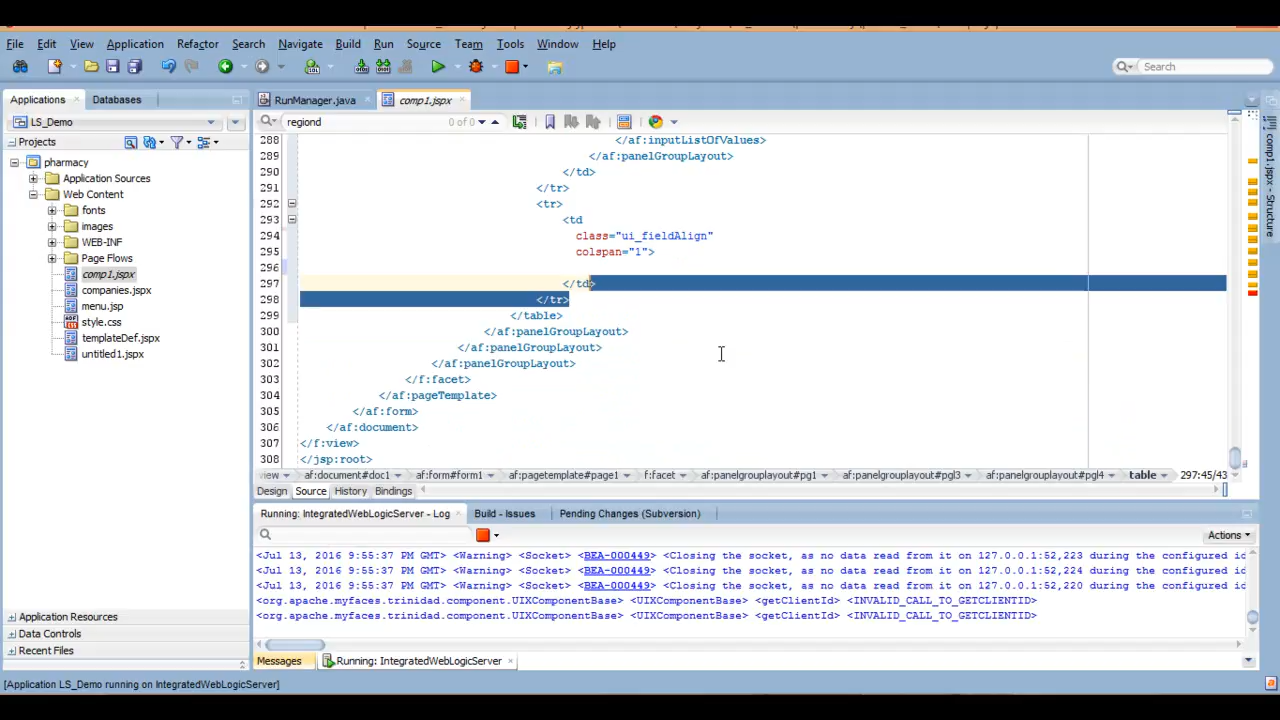 File Edit View Application Refactor Search Navigate Build Run Source Team Tools Window Help
Search
Applications Databases
RunManager.java comp1.jspx
LS_Demo
regiond 0 of 0
Projects
pharmacy
Application Sources
Web Content
fonts
images
WEB-INF
Page Flows
comp1.jspx
companies.jspx
menu.jsp
style.css
templateDef.jspx
untitled1.jspx
Application Resources
Data Controls
Recent Files
288 </af:inputListOfValues>
289 </af:panelGroupLayout>
290 </td>
291 </tr>
292 <tr>
293 <td
294 class="ui_fieldAlign"
295 colspan="1">
296
297 </td>
298 </tr>
299 </table>
300 </af:panelGroupLayout>
301 </af:panelGroupLayout>
302 </af:panelGroupLayout>
303 </f:facet>
304 </af:pageTemplate>
305 </af:form>
306 </af:document>
307 </f:view>
308 </jsp:root>
comp1.jspx - Structure
view af:document#doc1 af:form#form1 af:pagetemplate#page1 f:facet af:panelgrouplayout#pg1 af:panelgrouplayout#pgl3 af:panelgrouplayout#pgl4 table 297:45/43
Design Source History Bindings
Running: IntegratedWebLogicServer - Log Build - Issues Pending Changes (Subversion)
Actions
<Jul 13, 2016 9:55:37 PM GMT> <Warning> <Socket> <BEA-000449> <Closing the socket, as no data read from it on 127.0.0.1:52,223 during the configured id
<Jul 13, 2016 9:55:37 PM GMT> <Warning> <Socket> <BEA-000449> <Closing the socket, as no data read from it on 127.0.0.1:52,224 during the configured id
<Jul 13, 2016 9:55:37 PM GMT> <Warning> <Socket> <BEA-000449> <Closing the socket, as no data read from it on 127.0.0.1:52,220 during the configured id
<org.apache.myfaces.trinidad.component.UIXComponentBase> <UIXComponentBase> <getClientId> <INVALID_CALL_TO_GETCLIENTID>
<org.apache.myfaces.trinidad.component.UIXComponentBase> <UIXComponentBase> <getClientId> <INVALID_CALL_TO_GETCLIENTID>
Messages Running: IntegratedWebLogicServer
[Application LS_Demo running on IntegratedWebLogicServer]